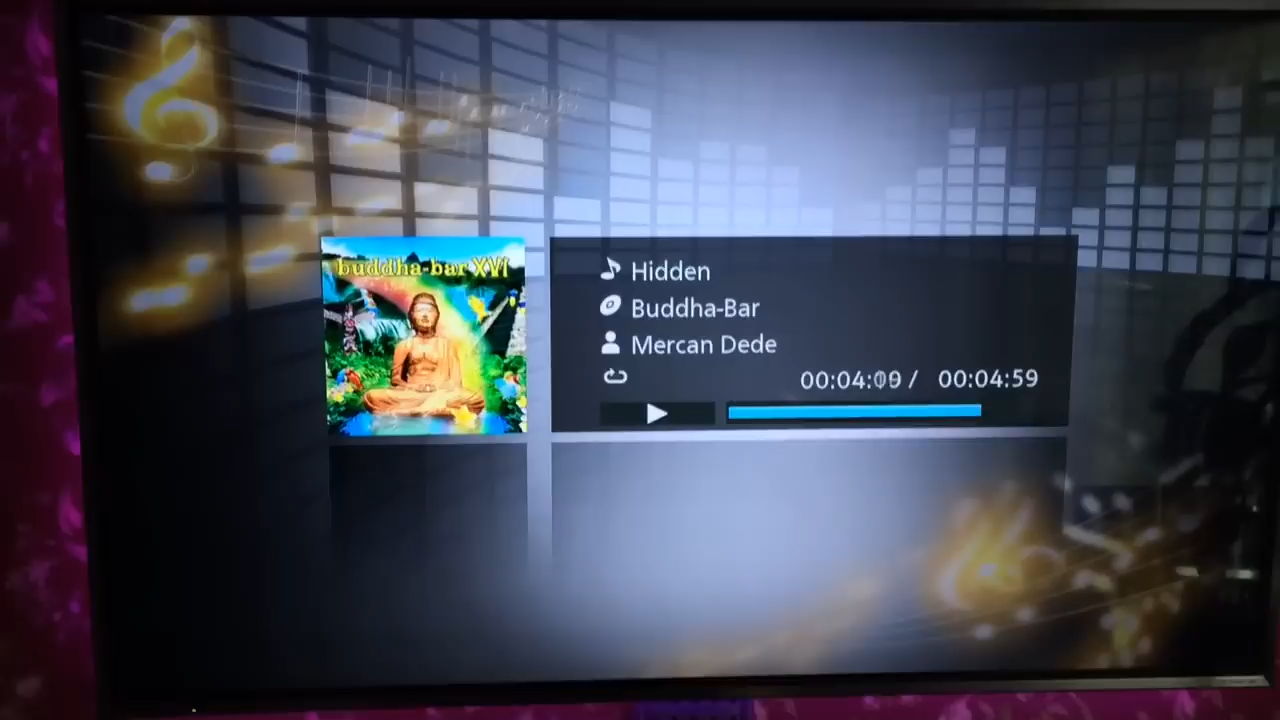 buddha-bar XVI
Hidden
Buddha-Bar
Mercan Dede
00:04:09 / 00:04:59